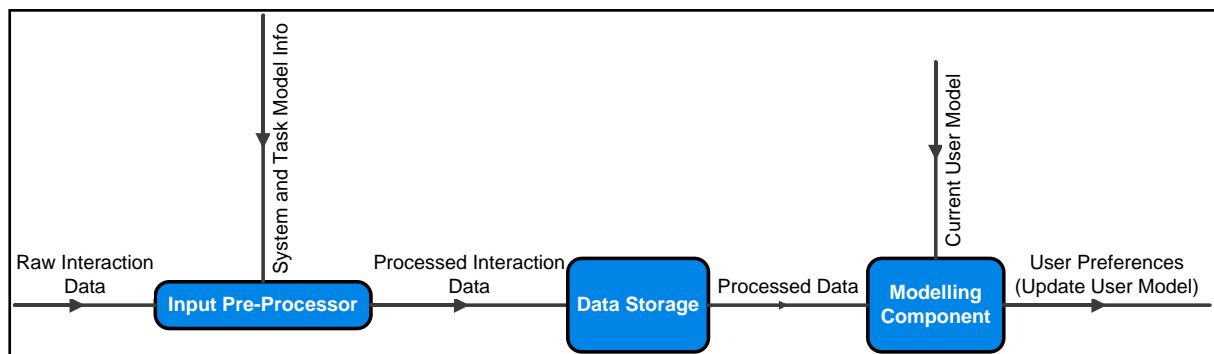 System and Task Model Info
Current User Model
Raw Interaction
Data
Input Pre-Processor
Processed Interaction
Data
Data Storage
Processed Data
Modelling
Component
User Preferences
(Update User Model)